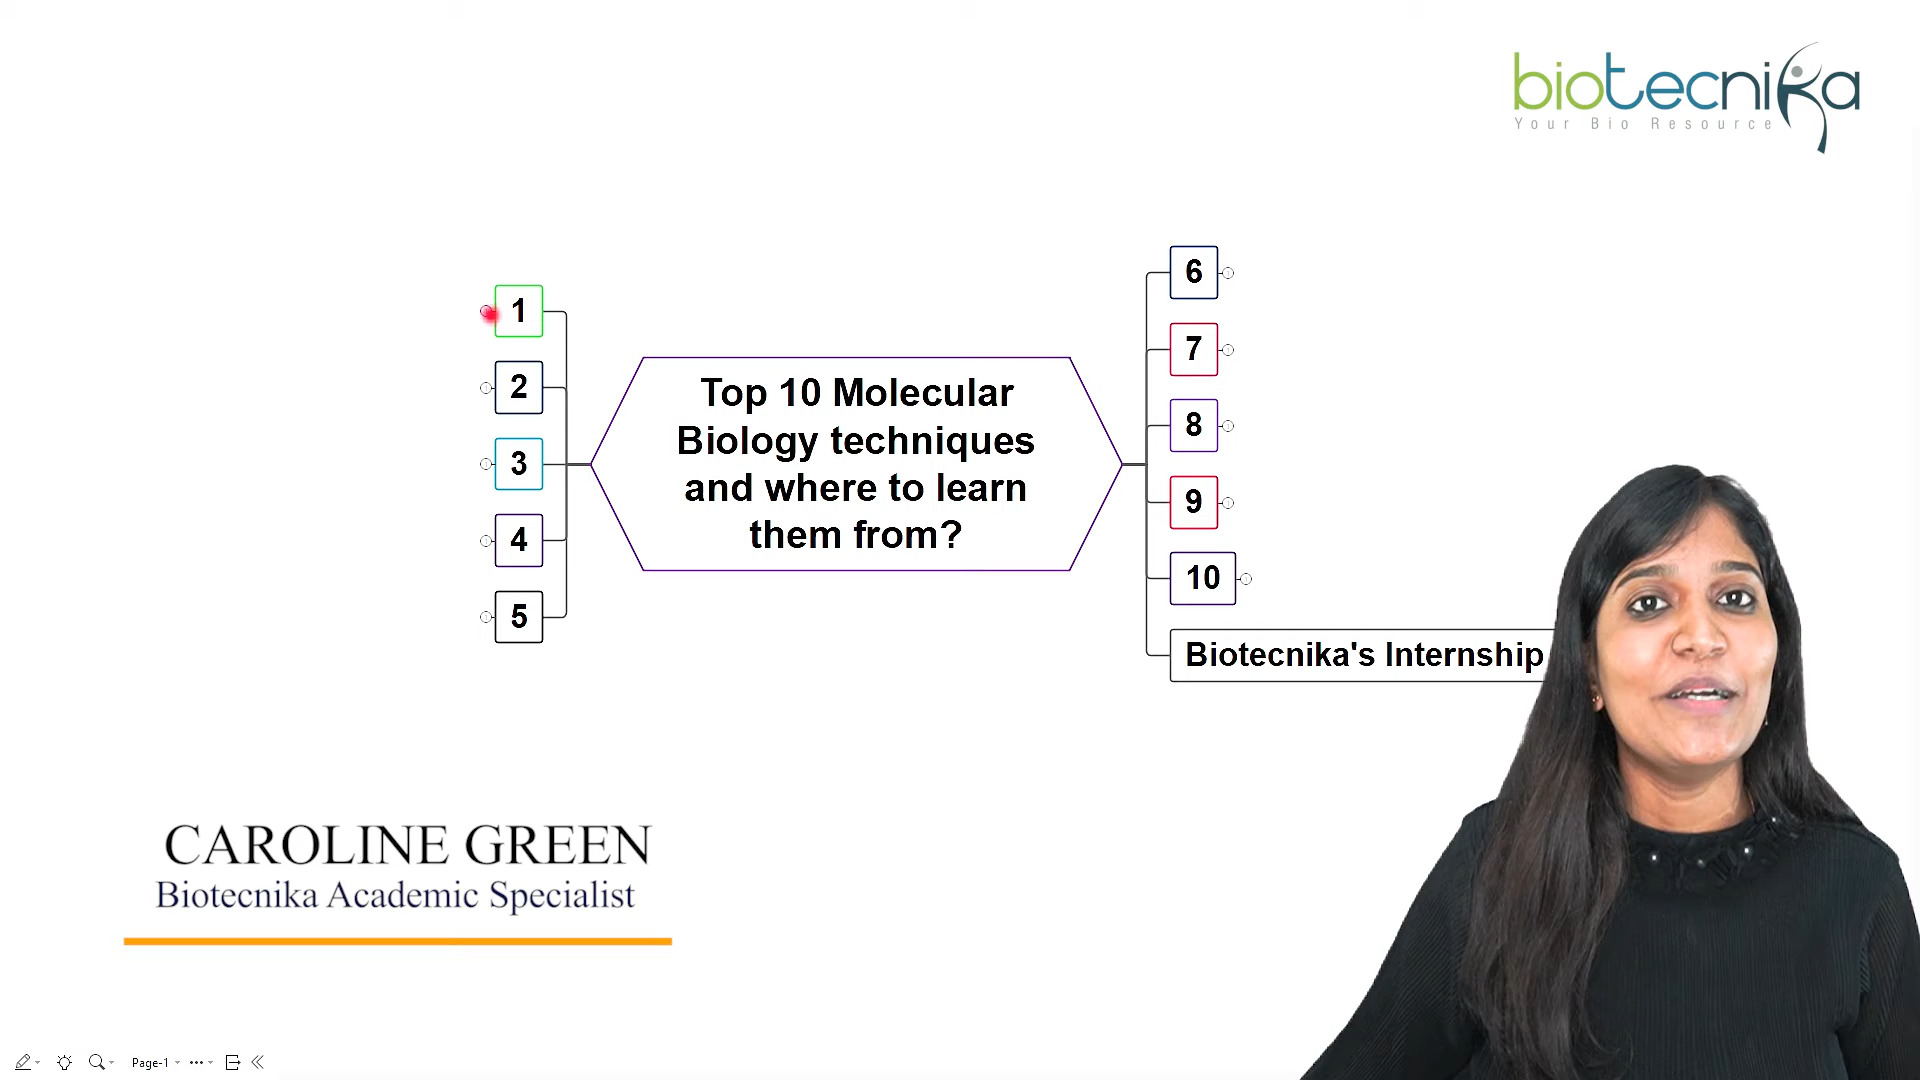 biotecnika
Your Bio Resource
1
2
3
4
5
Top 10 Molecular
Biology techniques
and where to learn
them from?
6
7
8
9
10
Biotecnika's Internship
CAROLINE GREEN
Biotecnika Academic Specialist
Page-1